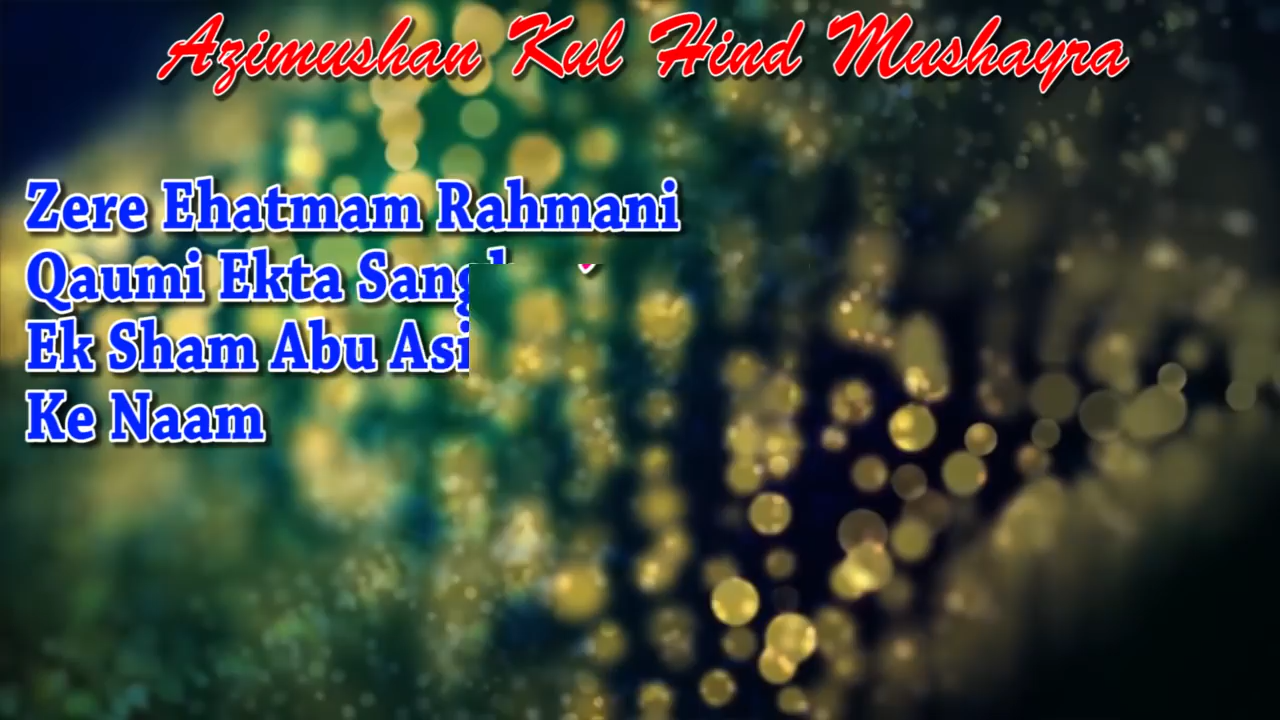 Azimushan Kul Hind Mushayra
Zere Ehatmam Rahmani
Qaumi Ekta
Ek Sham Abu
Ke Naam